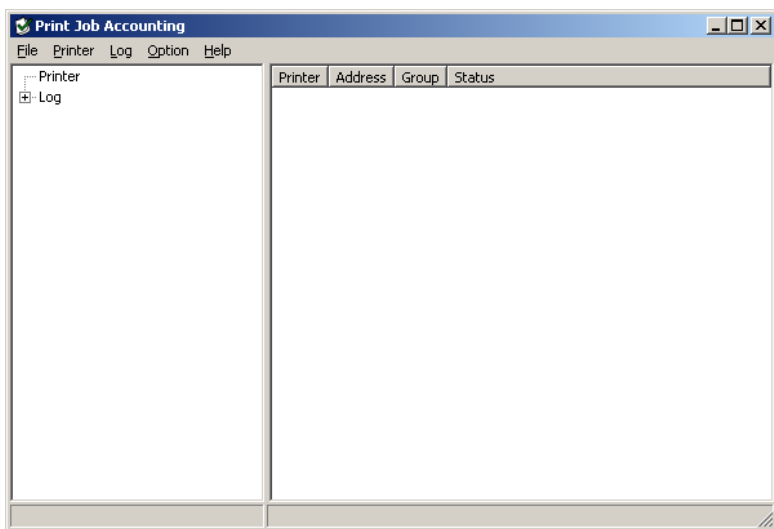 Print Job Accounting
File Printer Log Option Help
Printer
Log
Printer Address Group Status